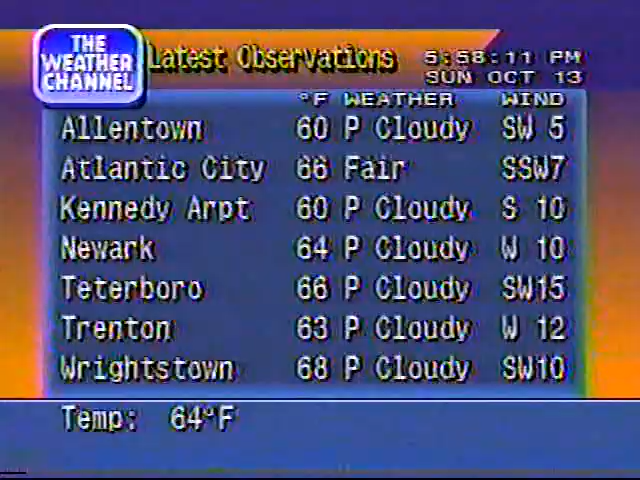 THE
WEATHER
CHANNEL
Latest Observations
5:58:11 PM
SUN OCT 13
°F WEATHER WIND
Allentown 60 P Cloudy SW 5
Atlantic City 66 Fair SSW7
Kennedy Arpt 60 P Cloudy S 10
Newark 64 P Cloudy W 10
Teterboro 66 P Cloudy SW15
Trenton 63 P Cloudy W 12
Wrightstown 68 P Cloudy SW10
Temp: 64°F